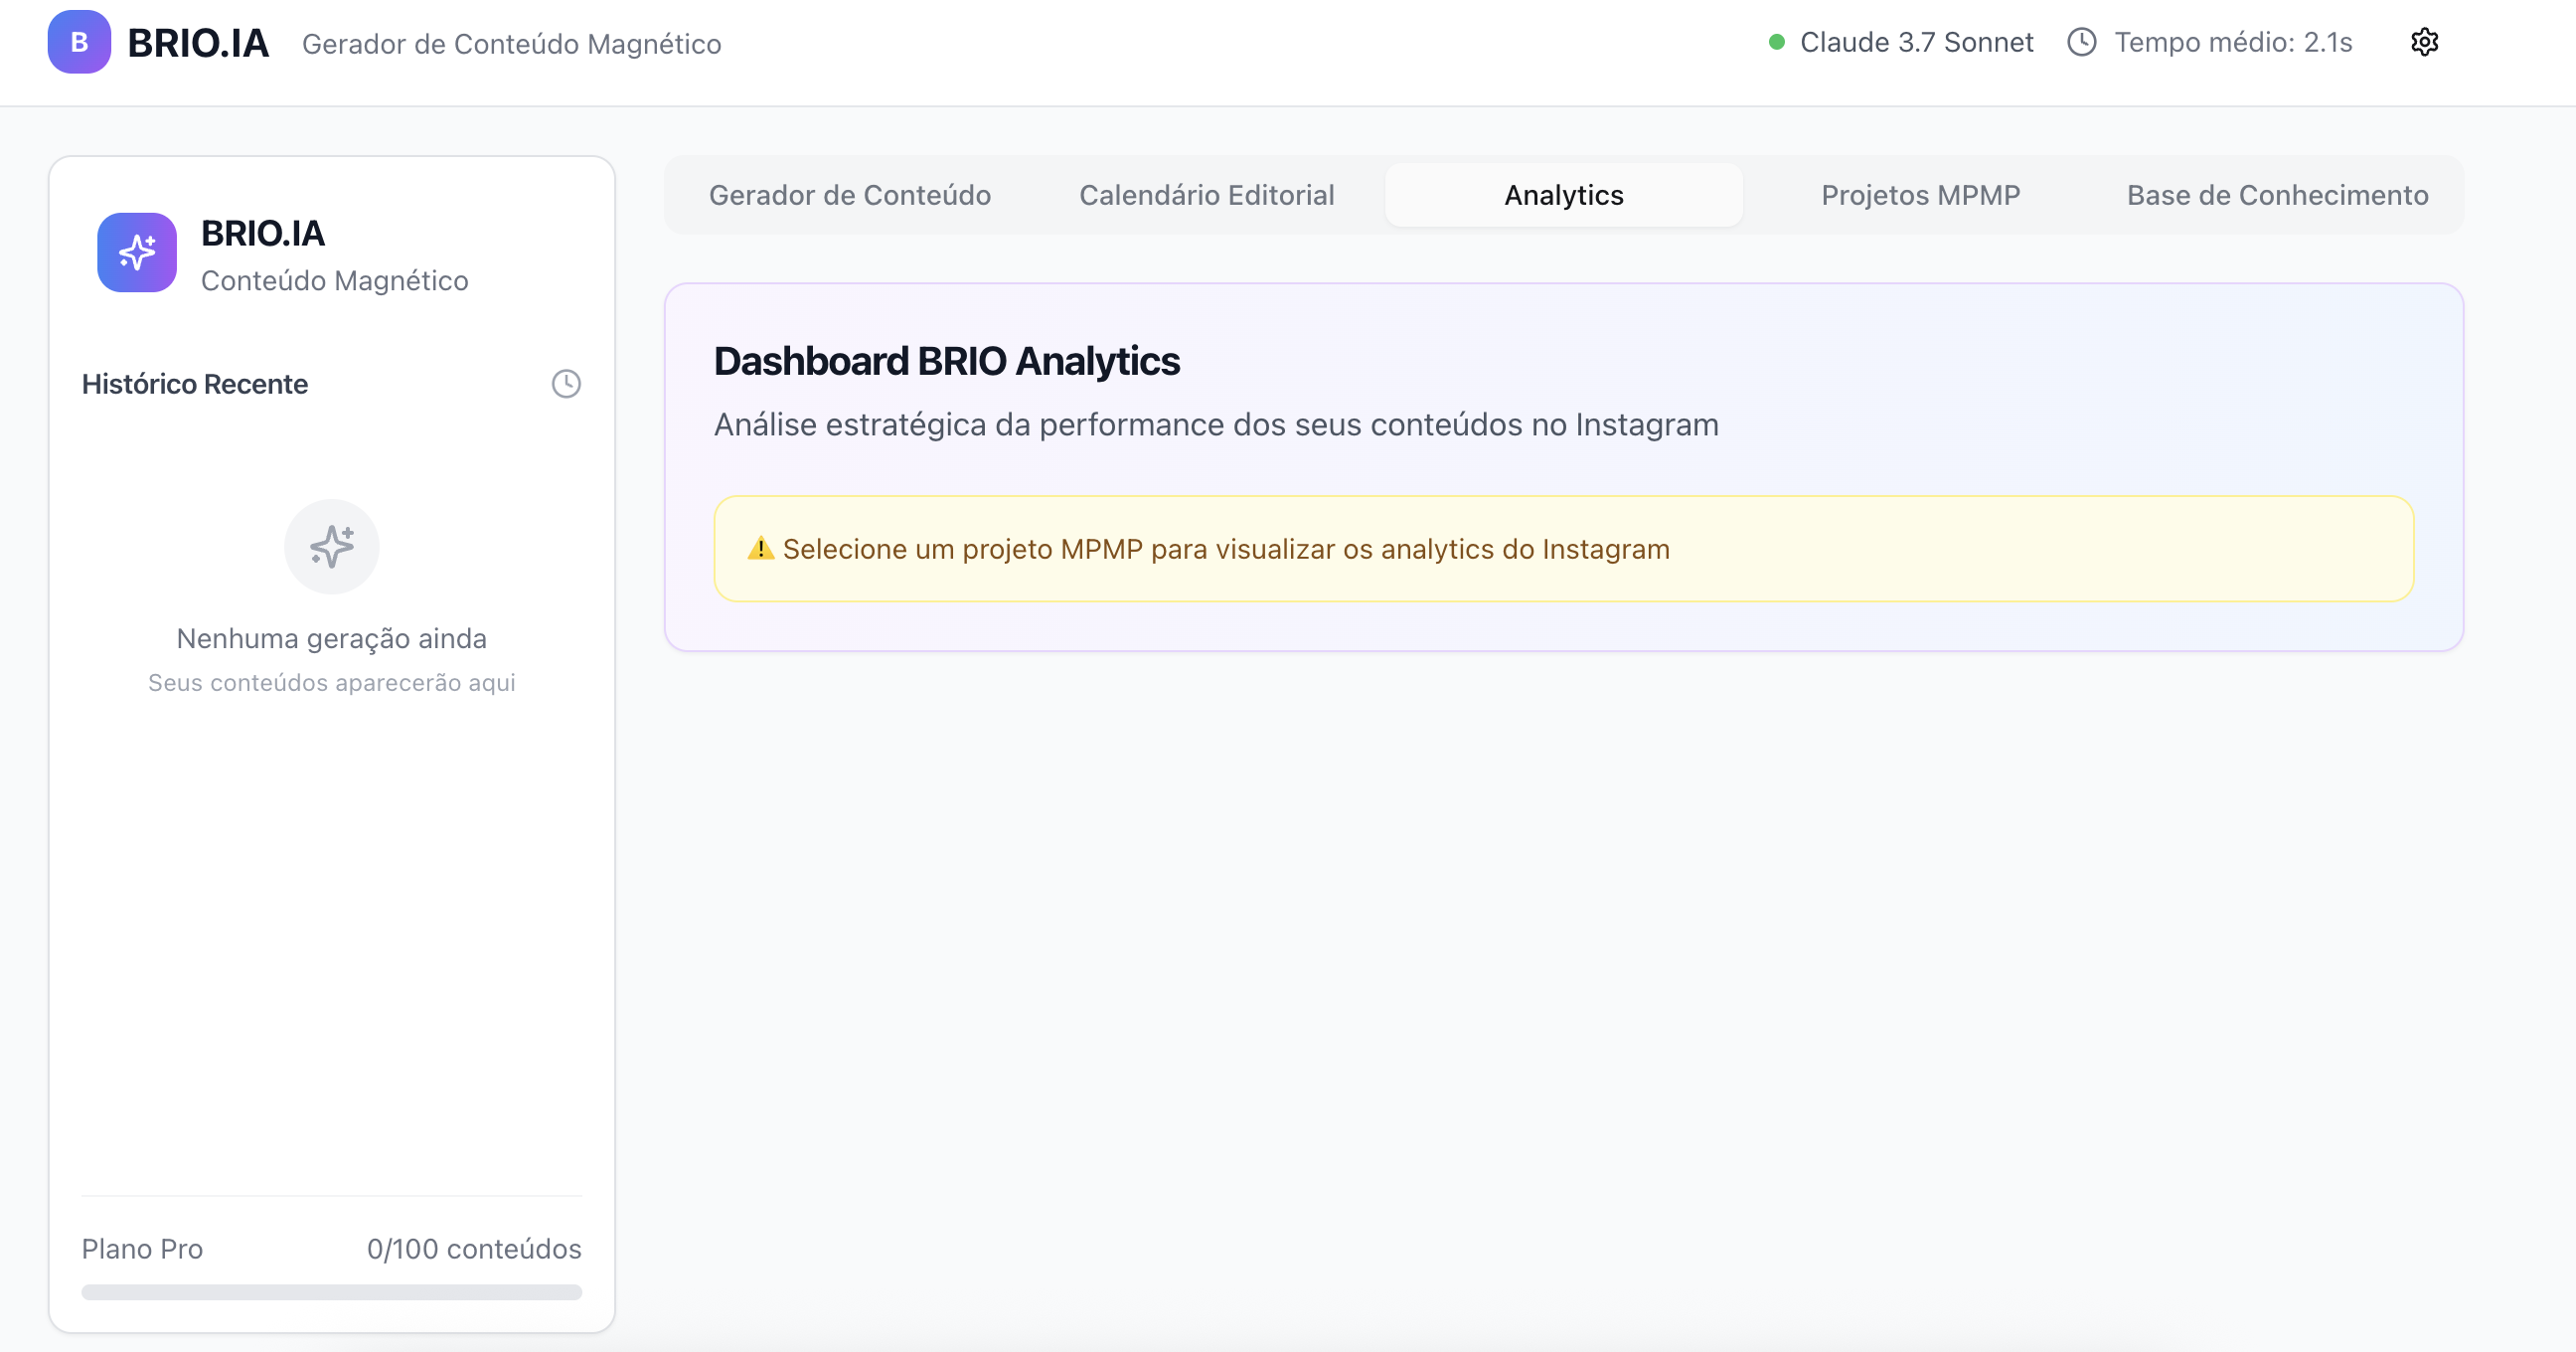 B BRIO.IA Gerador de Conteúdo Magnético
Claude 3.7 Sonnet Tempo médio: 2.1s
BRIO.IA
Conteúdo Magnético
Histórico Recente
Nenhuma geração ainda
Seus conteúdos aparecerão aqui
Plano Pro 0/100 conteúdos
Gerador de Conteúdo Calendário Editorial Analytics Projetos MPMP Base de Conhecimento
Dashboard BRIO Analytics
Análise estratégica da performance dos seus conteúdos no Instagram
⚠️ Selecione um projeto MPMP para visualizar os analytics do Instagram